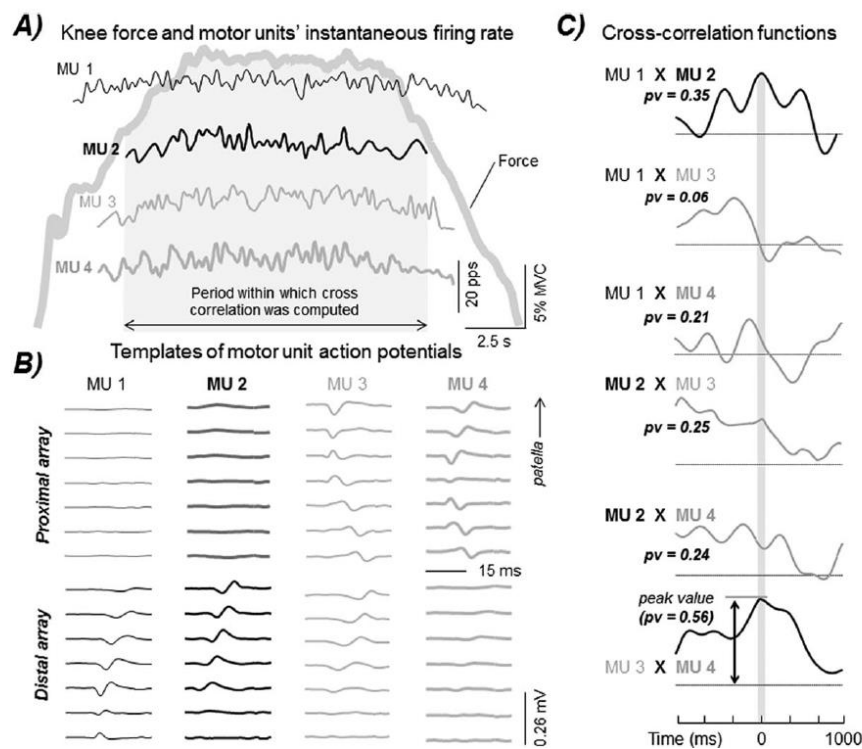 A) Knee force and motor units' instantaneous firing rate
MU 1
MU 2
MU 3
MU 4
Force
Period within which cross
correlation was computed
20 pps
5% MVC
2.5 s
B) Templates of motor unit action potentials
MU 1 MU 2 MU 3 MU 4
Proximal array
patella
15 ms
Distal array
0.26 mV
C) Cross-correlation functions
MU 1 X MU 2
pv = 0.35
MU 1 X MU 3
pv = 0.06
MU 1 X MU 4
pv = 0.21
MU 2 X MU 3
pv = 0.25
MU 2 X MU 4
pv = 0.24
peak value
(pv = 0.56)
MU 3 X MU 4
Time (ms) 0 1000